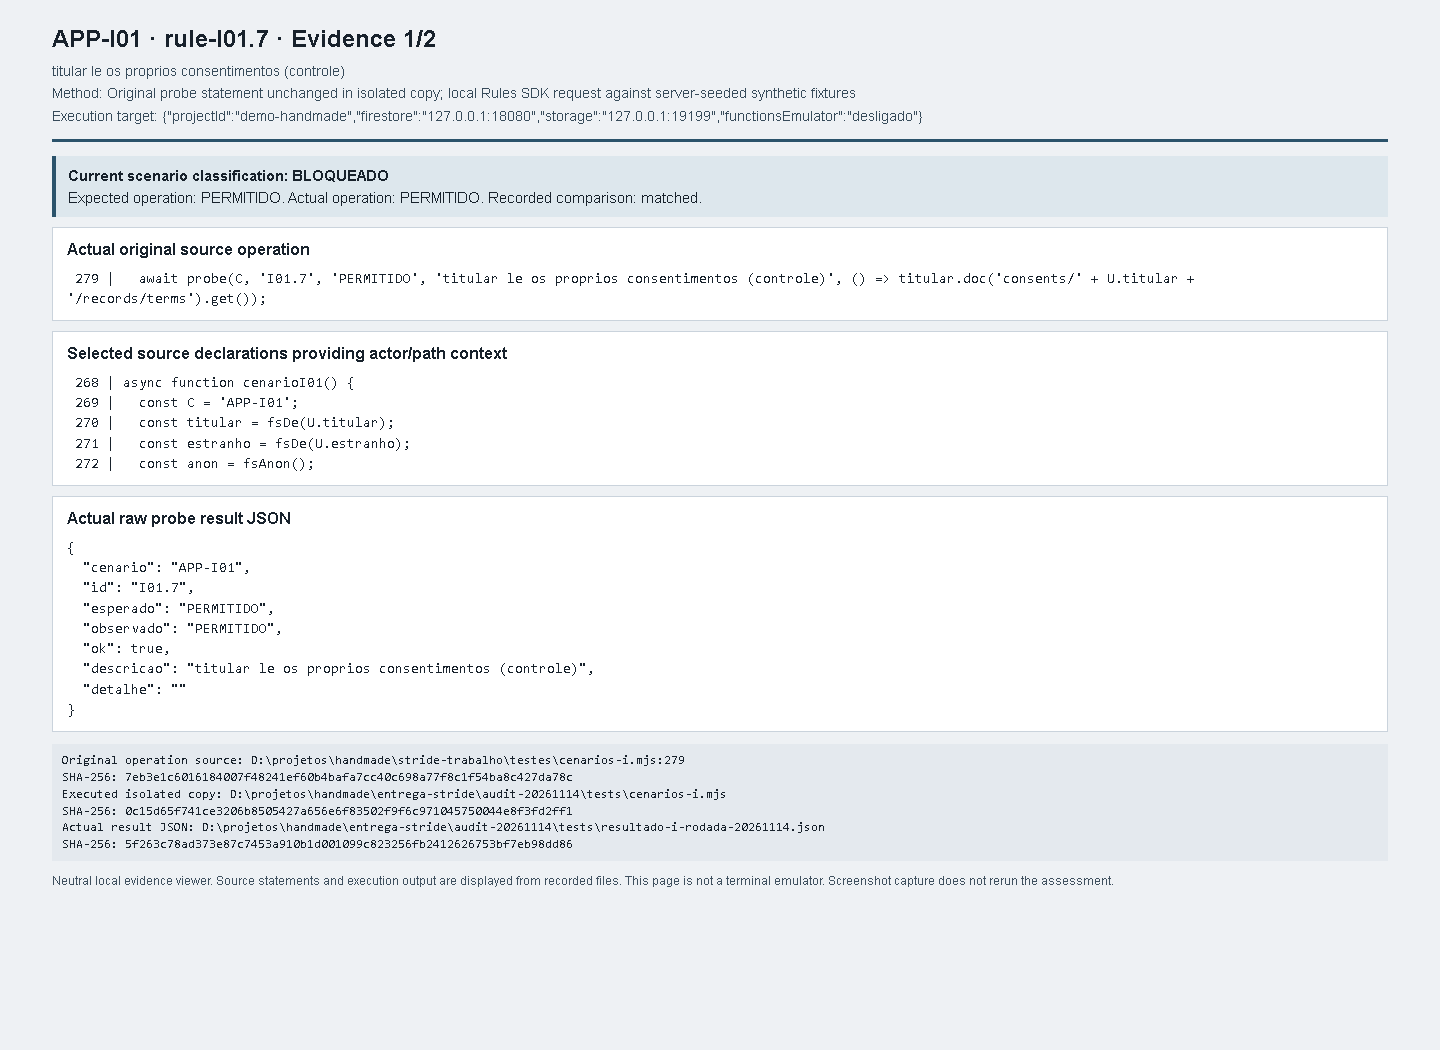 APP-I01 · rule-I01.7 · Evidence 1/2
titular le os proprios consentimentos (controle)
Method: Original probe statement unchanged in isolated copy; local Rules SDK request against server-seeded synthetic fixtures
Execution target: {"projectId":"demo-handmade","firestore":"127.0.0.1:18080","storage":"127.0.0.1:19199","functionsEmulator":"desligado"}
Current scenario classification: BLOQUEADO
Expected operation: PERMITIDO. Actual operation: PERMITIDO. Recorded comparison: matched.
Actual original source operation
279 |   await probe(C, 'I01.7', 'PERMITIDO', 'titular le os proprios consentimentos (controle)', () => titular.doc('consents/' + U.titular +
'/records/terms').get());
Selected source declarations providing actor/path context
268 | async function cenarioI01() {
269 |   const C = 'APP-I01';
270 |   const titular = fsDe(U.titular);
271 |   const estranho = fsDe(U.estranho);
272 |   const anon = fsAnon();
Actual raw probe result JSON
{
  "cenario": "APP-I01",
  "id": "I01.7",
  "esperado": "PERMITIDO",
  "observado": "PERMITIDO",
  "ok": true,
  "descricao": "titular le os proprios consentimentos (controle)",
  "detalhe": ""
}
Original operation source: D:\projetos\handmade\stride-trabalho\testes\cenarios-i.mjs:279
SHA-256: 7eb3e1c6016184007f48241ef60b4bafa7cc40c698a77f8c1f54ba8c427da78c
Executed isolated copy: D:\projetos\handmade\entrega-stride\audit-20261114\tests\cenarios-i.mjs
SHA-256: 0c15d65f741ce3206b8505427a656e6f83502f9f6c971045750044e8f3fd2ff1
Actual result JSON: D:\projetos\handmade\entrega-stride\audit-20261114\tests\resultado-i-rodada-20261114.json
SHA-256: 5f263c78ad373e87c7453a910b1d001099c823256fb2412626753bf7eb98dd86
Neutral local evidence viewer. Source statements and execution output are displayed from recorded files. This page is not a terminal emulator. Screenshot capture does not rerun the assessment.